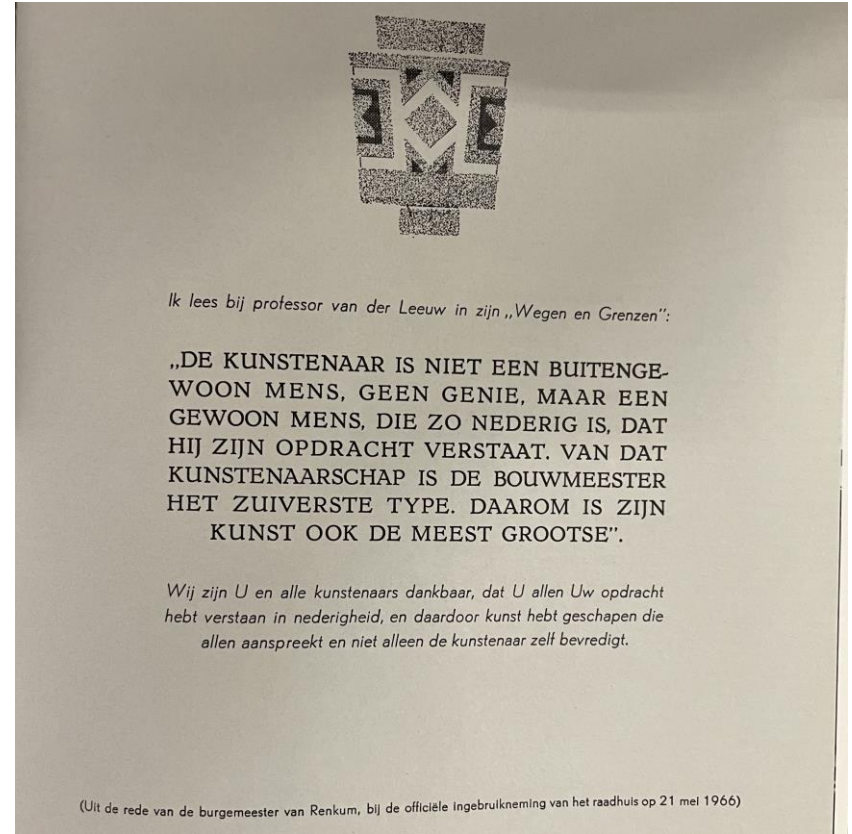 Ik lees bij professor van der Leeuw in zijn „Wegen en Grenzen":
„DE KUNSTENAAR IS NIET EEN BUITENGE-
WOON MENS, GEEN GENIE, MAAR EEN
GEWOON MENS, DIE ZO NEDERIG IS, DAT
HIJ ZIJN OPDRACHT VERSTAAT. VAN DAT
KUNSTENAARSCHAP IS DE BOUWMEESTER
HET ZUIVERSTE TYPE. DAAROM IS ZIJN
KUNST OOK DE MEEST GROOTSE".
Wij zijn U en alle kunstenaars dankbaar, dat U allen Uw opdracht
hebt verstaan in nederigheid, en daardoor kunst hebt geschapen die
allen aanspreekt en niet alleen de kunstenaar zelf bevredigt.
(Uit de rede van de burgemeester van Renkum, bij de officiële ingebruikneming van het raadhuis op 21 mei 1966)